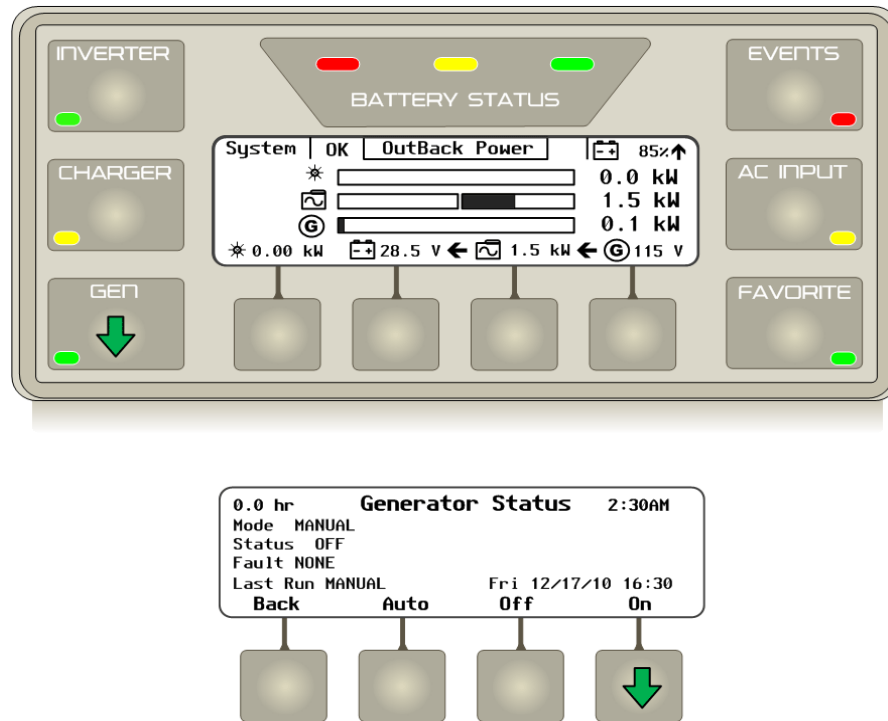 INVERTER
BATTERY STATUS
EVENTS
CHARGER
System OK OutBack Power 85%
0.0 kW
1.5 kW
G 0.1 kW
0.00 kW 28.5 V 1.5 kW G 115 V
AC INPUT
GEN
FAVORITE
0.0 hr Generator Status 2:30AM
Mode MANUAL
Status OFF
Fault NONE
Last Run MANUAL Fri 12/17/10 16:30
Back Auto Off On